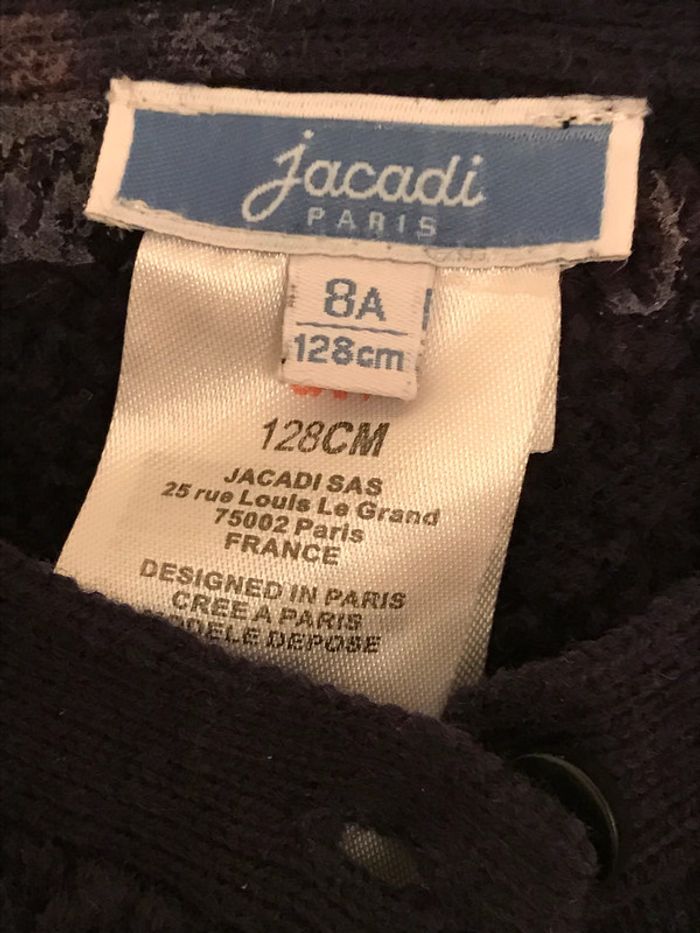 jacadi
PARIS
8A
128cm
128CM
JACADI SAS
25 rue Louis Le Grand
75002 Paris
FRANCE
DESIGNED IN PARIS
CREE A PARIS
MODELE DEPOSE